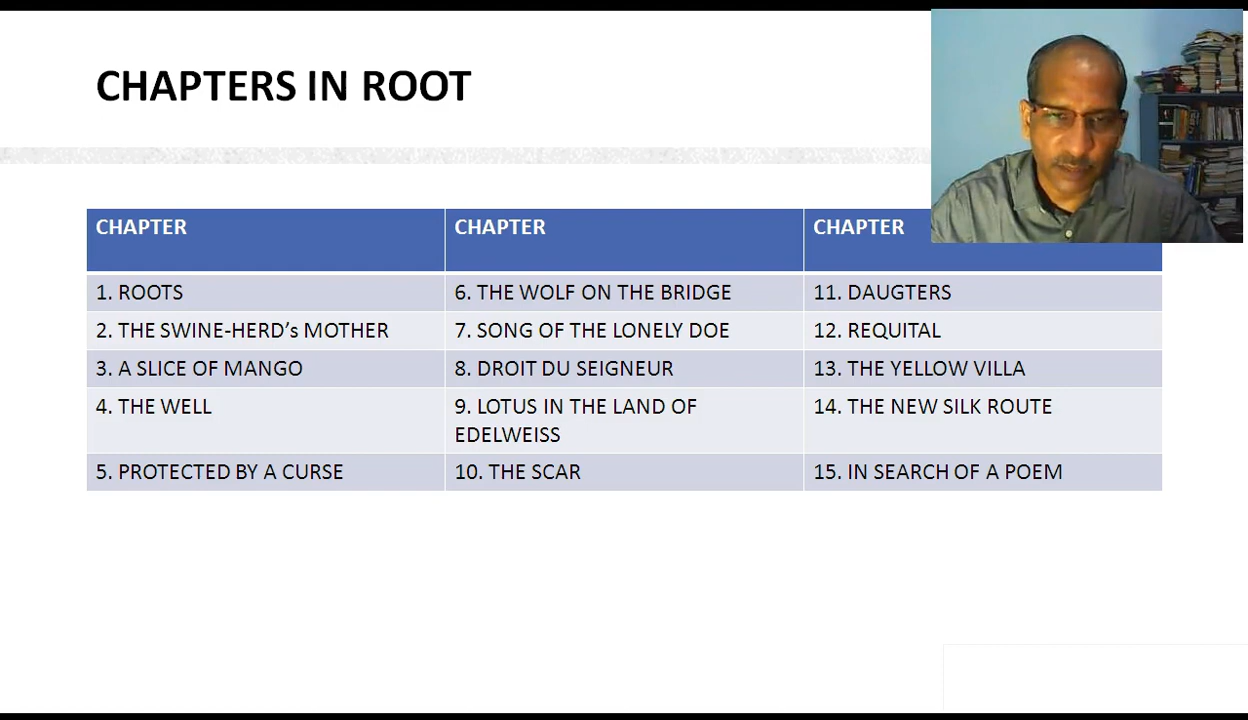 CHAPTERS IN ROOT
CHAPTER
CHAPTER
CHAPTER
1. ROOTS
6. THE WOLF ON THE BRIDGE
11. DAUGTERS
2. THE SWINE-HERD’s MOTHER
7. SONG OF THE LONELY DOE
12. REQUITAL
3. A SLICE OF MANGO
8. DROIT DU SEIGNEUR
13. THE YELLOW VILLA
4. THE WELL
9. LOTUS IN THE LAND OF
EDELWEISS
14. THE NEW SILK ROUTE
5. PROTECTED BY A CURSE
10. THE SCAR
15. IN SEARCH OF A POEM